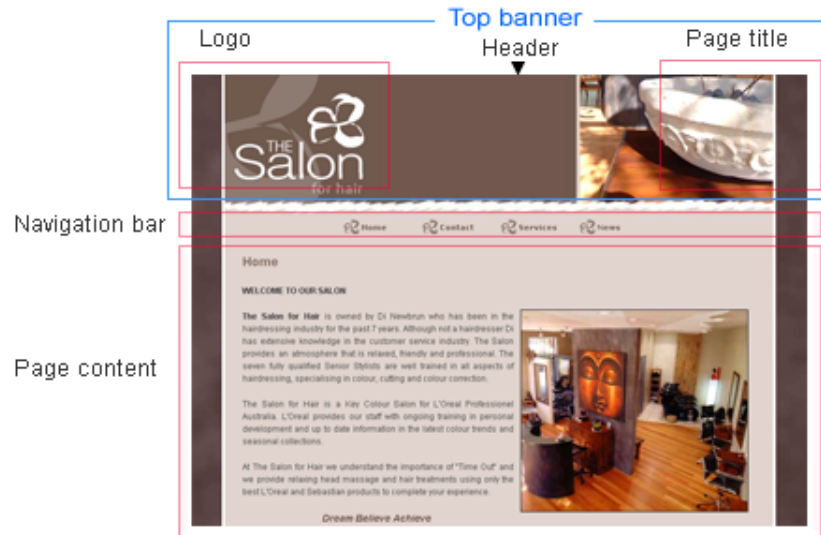 Top banner
Logo
Header
Page title
THE
Salon
for hair
Navigation bar
Home Contact Services News
Home
WELCOME TO OUR SALON
The Salon for Hair is owned by Di Newbrun who has been in the
hairdressing industry for the past 7 years. Although not a hairdresser Di
has extensive knowledge in the customer service industry. The Salon
provides an atmosphere that is relaxed, friendly and professional. The
seven fully qualified Senior Stylists are well trained in all aspects of
hairdressing, specialising in colour, cutting and colour correction.
Page content
The Salon for Hair is a Key Colour Salon for L'Oreal Professionel
Australia. L'Oreal provides our staff with ongoing training in personal
development and up to date information in the latest colour trends and
seasonal collections.
At The Salon for Hair we understand the importance of "Time Out" and
we provide relaxing head massage and hair treatments using only the
best L'Oreal and Sebastian products to complete your experience.
Dream Believe Achieve